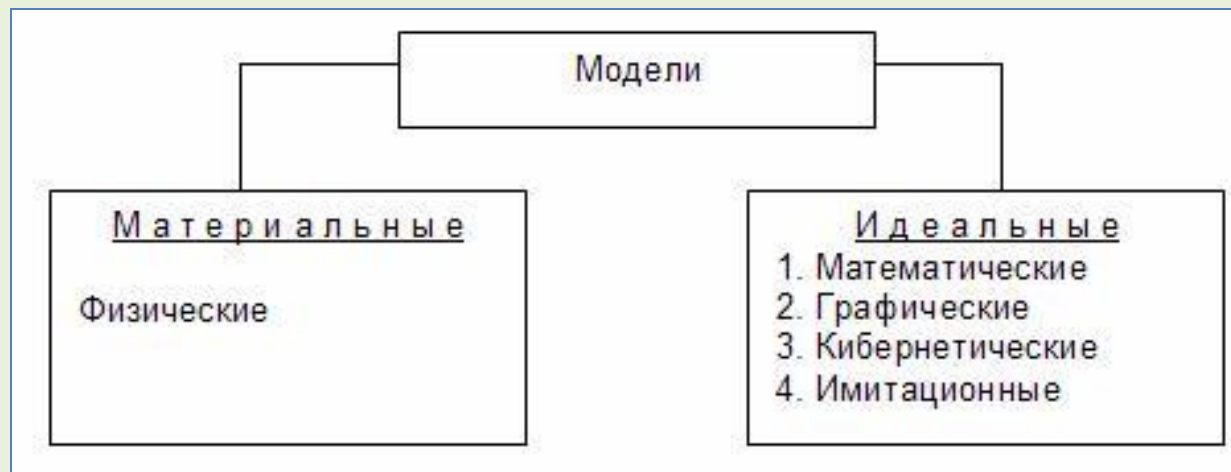 Модели
Материальные
Физические
Идеальные
1. Математические
2. Графические
3. Кибернетические
4. Имитационные